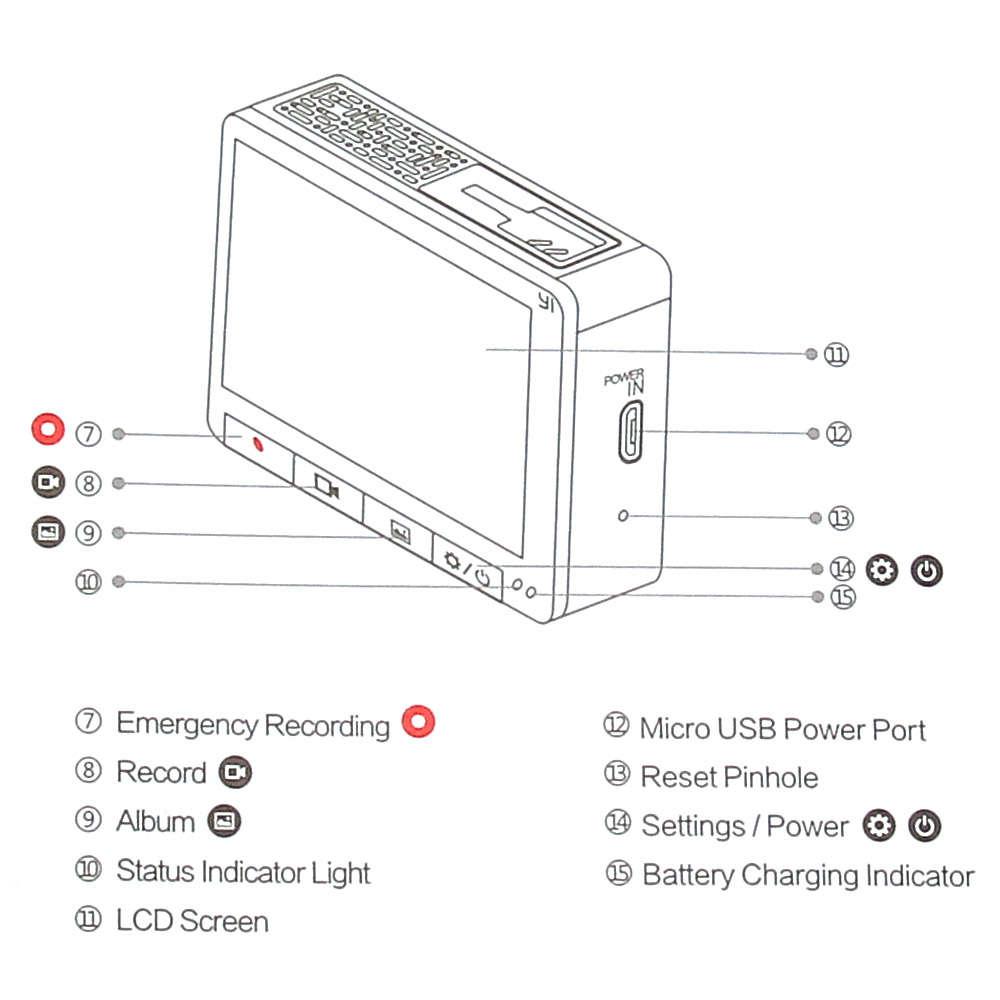 YI
POWER
IN
⑪
⑫
⑦
⑧
⑬
⑨
⑭
⑩
⑮
⑦ Emergency Recording
⑧ Record
⑨ Album
⑩ Status Indicator Light
⑪ LCD Screen
⑫ Micro USB Power Port
⑬ Reset Pinhole
⑭ Settings / Power
⑮ Battery Charging Indicator